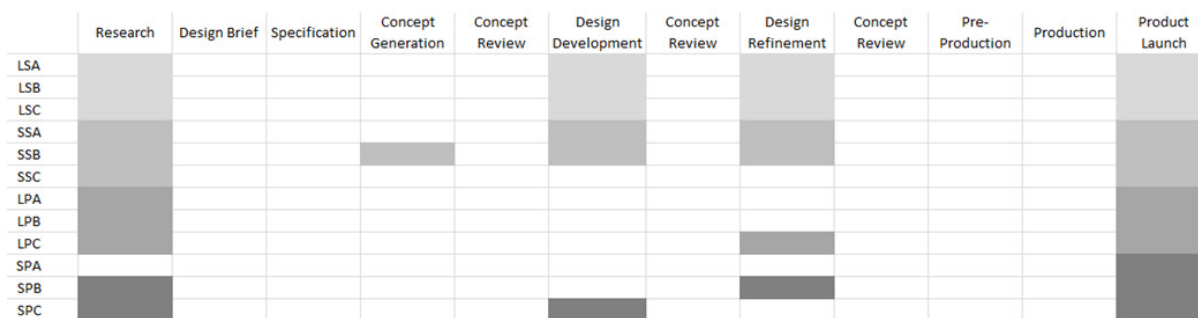 Research Design Brief Specification Concept Generation Concept Review Design Development Concept Review Design Refinement Concept Review Pre-Production Production Product Launch
LSA
LSB
LSC
SSA
SSB
SSC
LPA
LPB
LPC
SPA
SPB
SPC